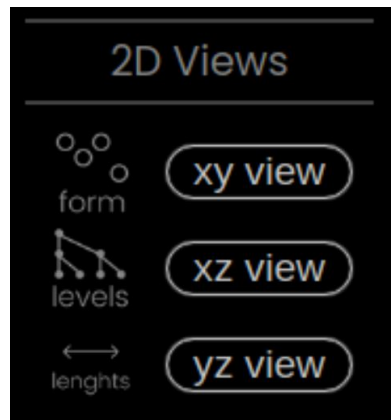 2D Views
xy view
form
xz view
levels
yz view
lenghts